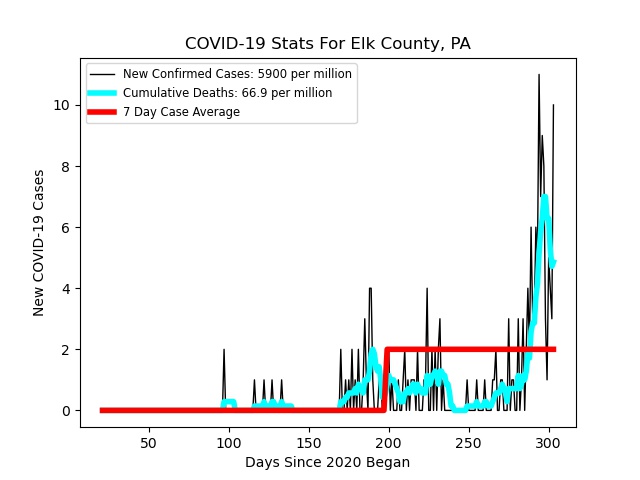 COVID-19 Stats For Elk County, PA
New Confirmed Cases: 5900 per million
Cumulative Deaths: 66.9 per million
7 Day Case Average
New COVID-19 Cases
10
8
6
4
2
0
50 100 150 200 250 300
Days Since 2020 Began